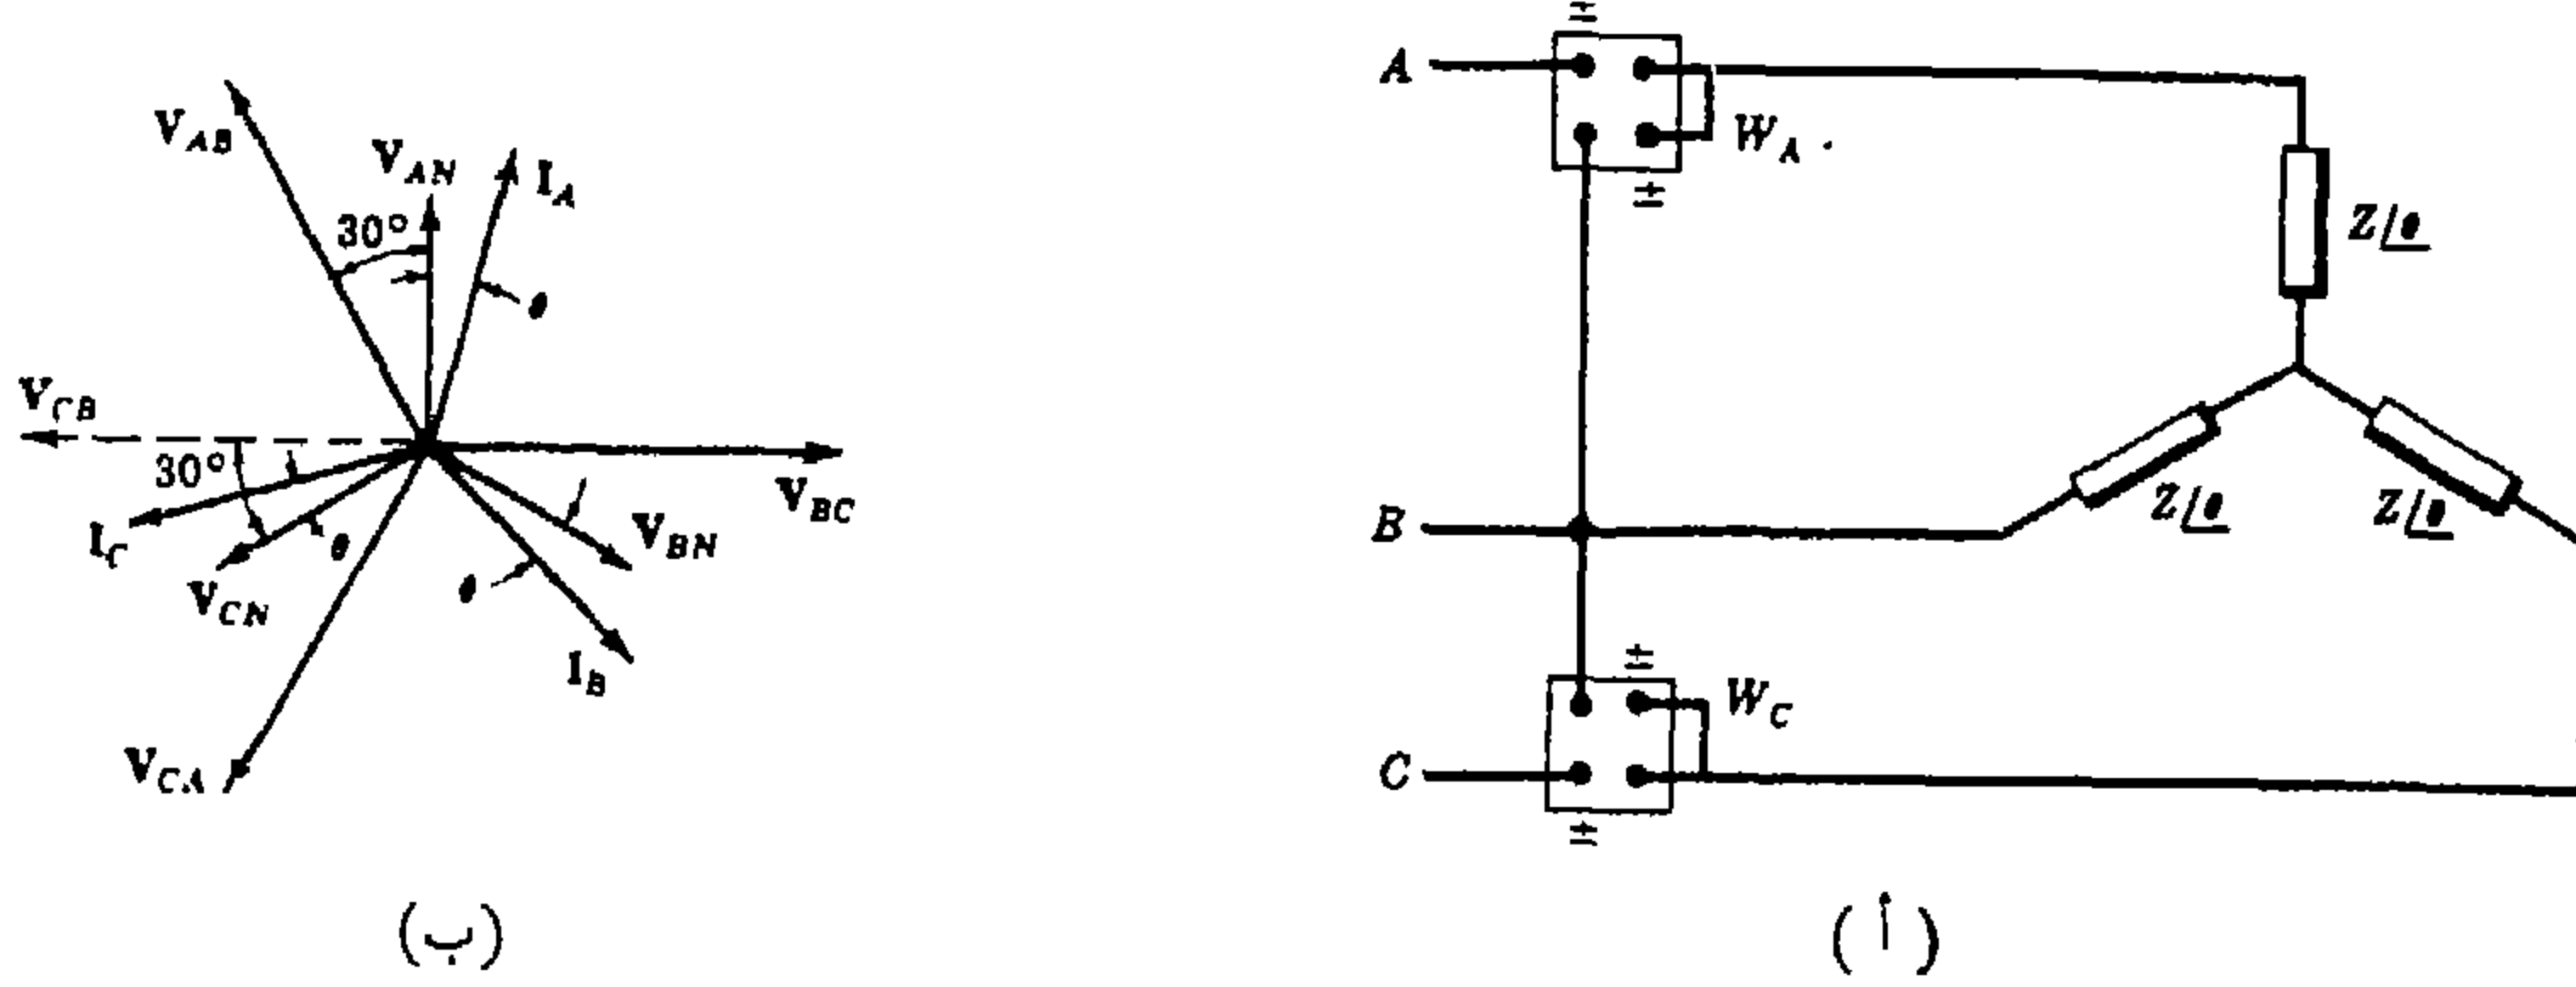 V_AB
V_AN
I_A
30°
θ
V_CB
30°
I_C
V_CN
θ
V_BN
V_BC
θ
I_B
V_CA
(ب)
±
A
W_A
±
Z/θ
B
Z/θ
Z/θ
±
W_C
C
±
(أ)